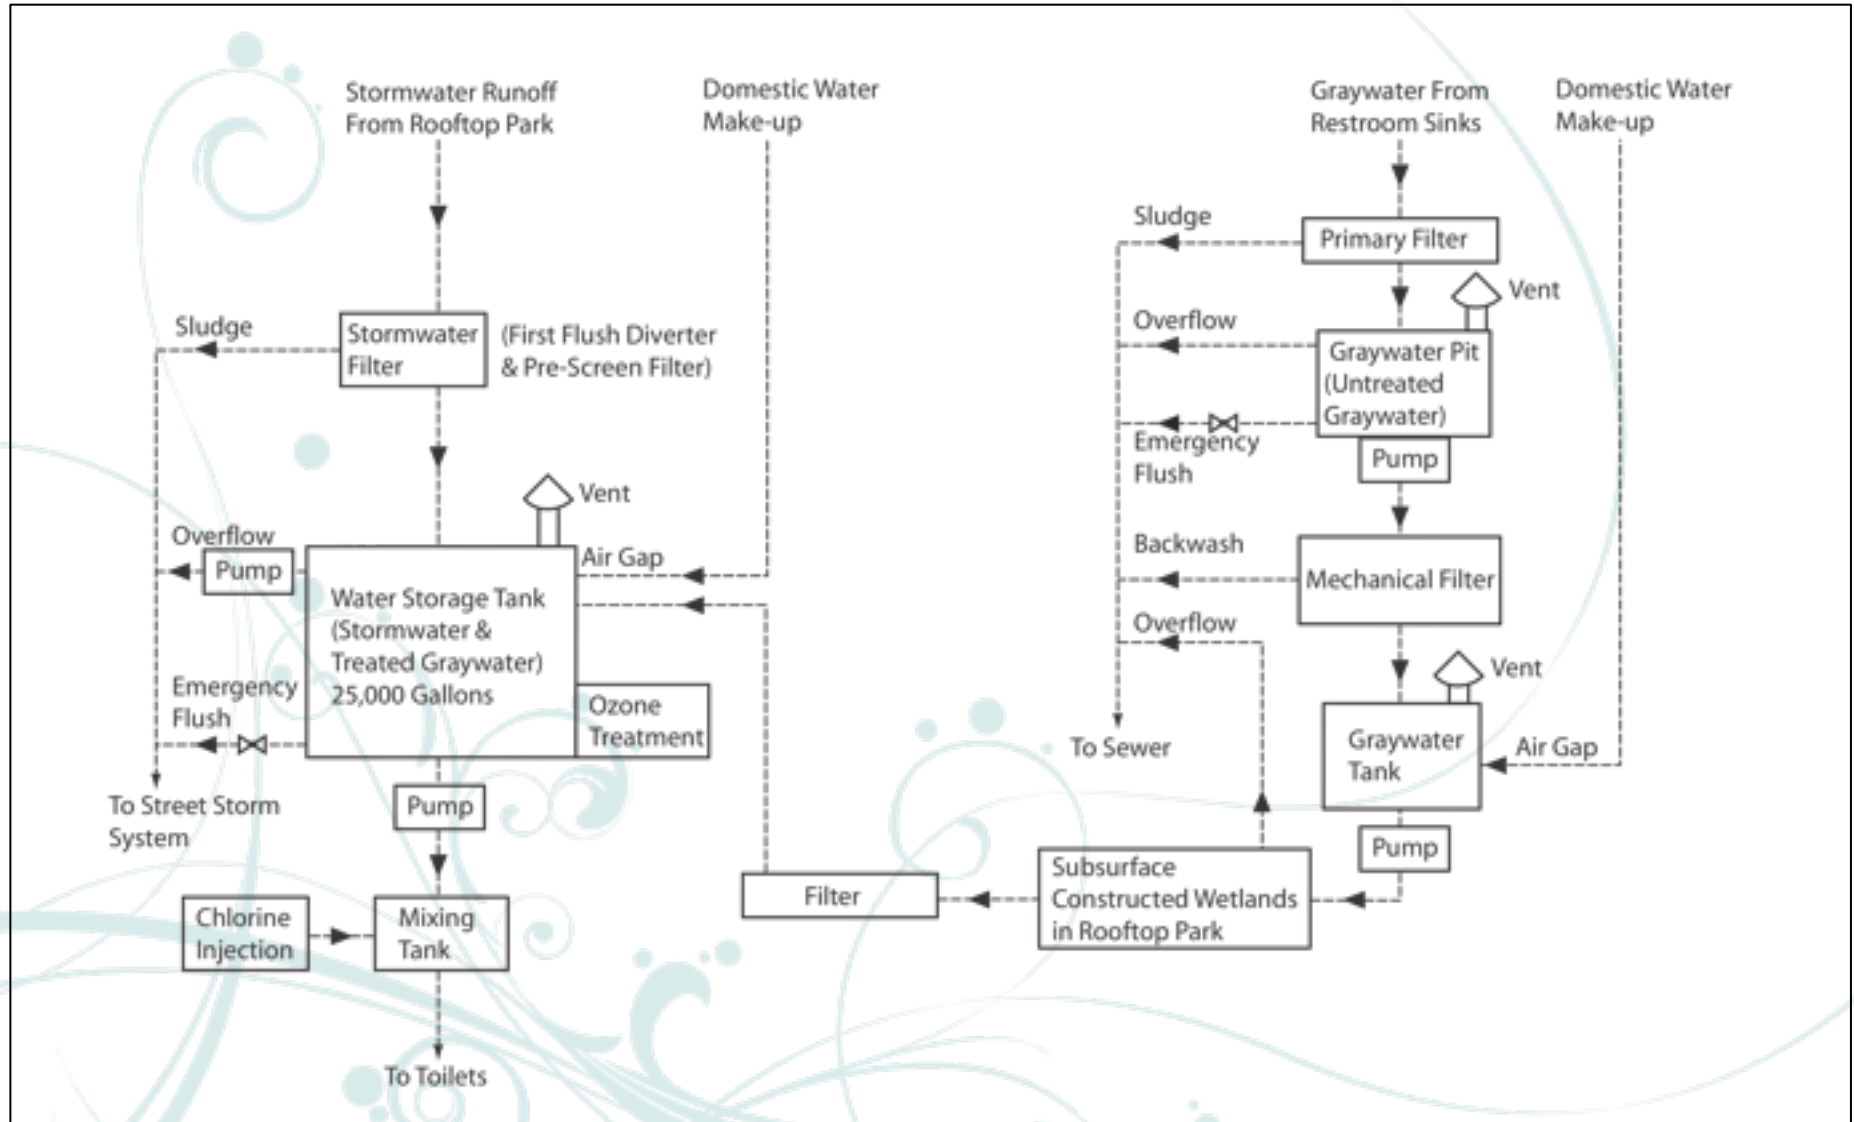 Stormwater Runoff
From Rooftop Park
Domestic Water
Make-up
Sludge
Stormwater
Filter
(First Flush Diverter
& Pre-Screen Filter)
Vent
Overflow
Pump
Air Gap
Water Storage Tank
(Stormwater &
Treated Graywater)
25,000 Gallons
Emergency
Flush
Ozone
Treatment
To Street Storm
System
Pump
Chlorine
Injection
Mixing
Tank
To Toilets
Graywater From
Restroom Sinks
Domestic Water
Make-up
Sludge
Primary Filter
Vent
Overflow
Graywater Pit
(Untreated
Graywater)
Emergency
Flush
Pump
Backwash
Mechanical Filter
Overflow
Vent
To Sewer
Graywater
Tank
Air Gap
Pump
Subsurface
Constructed Wetlands
in Rooftop Park
Filter